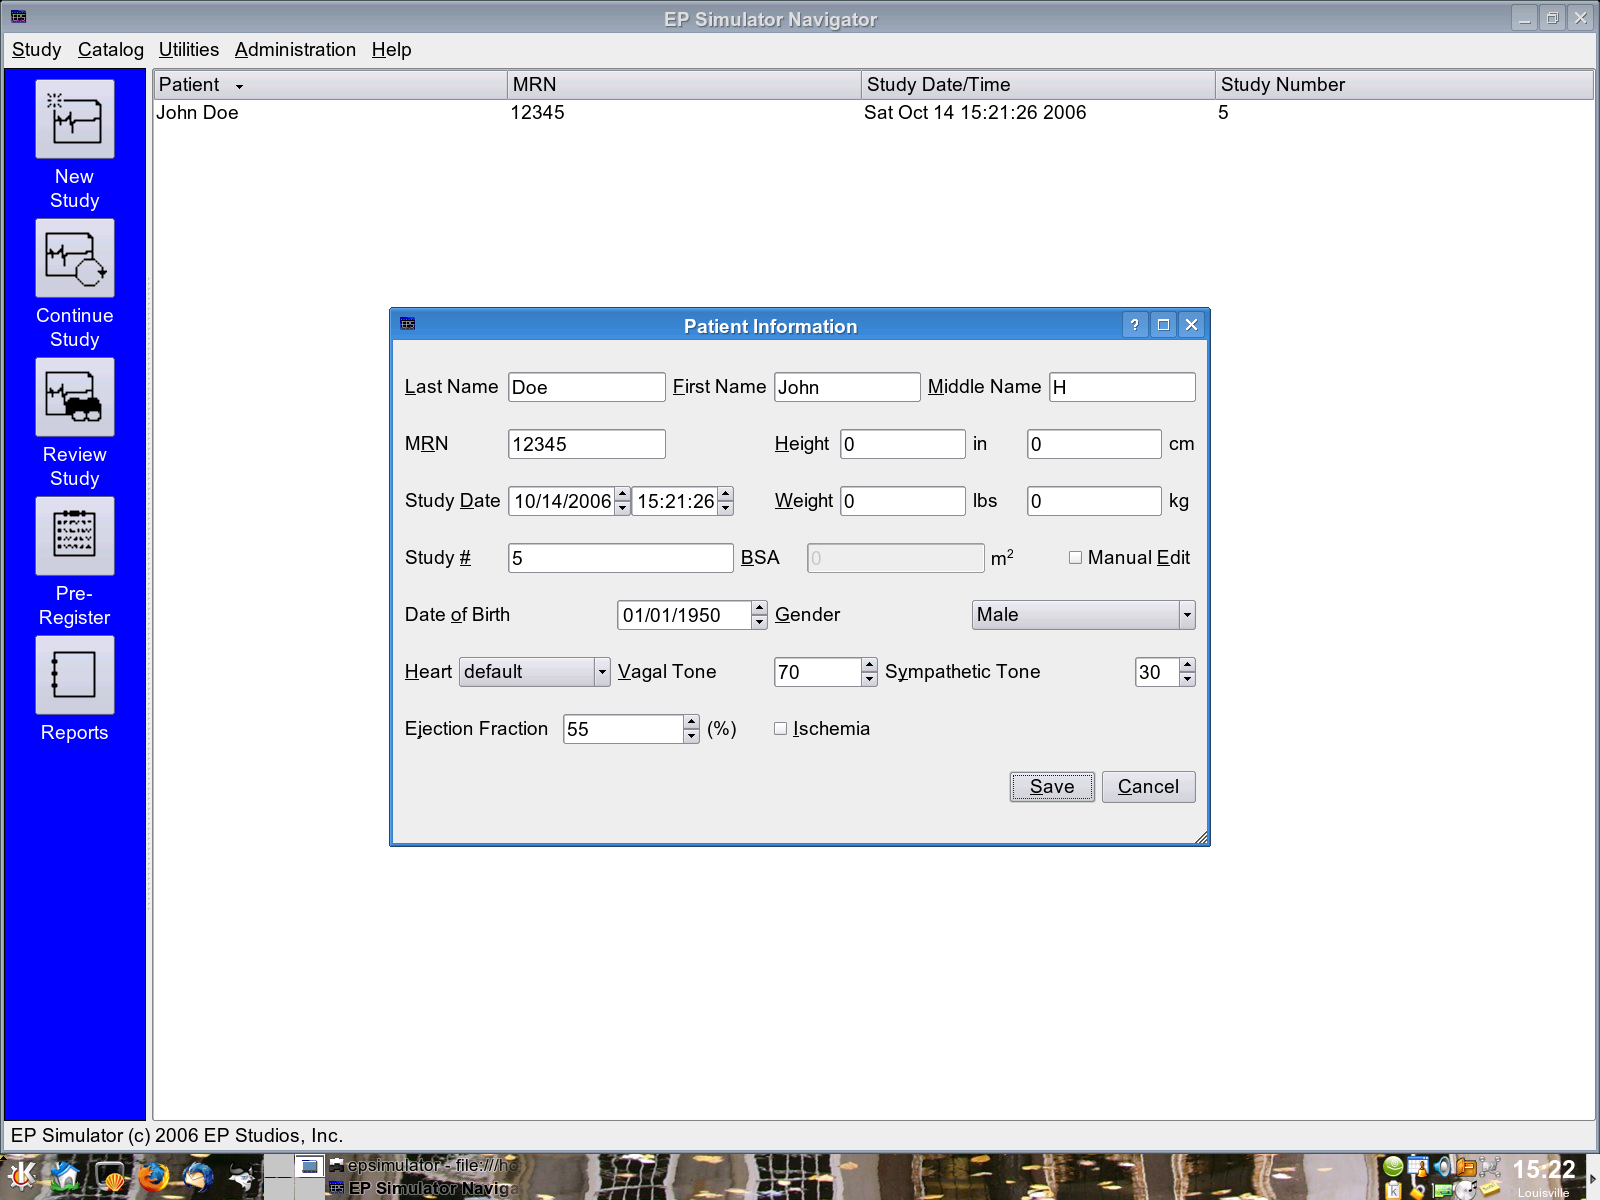 EP Simulator Navigator
Study Catalog Utilities Administration Help
Patient MRN Study Date/Time Study Number
John Doe 12345 Sat Oct 14 15:21:26 2006 5
New
Study
Continue
Study
Review
Study
Pre-
Register
Reports
EPS Patient Information ?
Last Name Doe First Name John Middle Name H
MRN 12345 Height 0 in 0 cm
Study Date 10/14/2006 15:21:26 Weight 0 lbs 0 kg
Study # 5 BSA 0 m2 Manual Edit
Date of Birth 01/01/1950 Gender Male
Heart default Vagal Tone 70 Sympathetic Tone 30
Ejection Fraction 55 (%) Ischemia
Save Cancel
EP Simulator (c) 2006 EP Studios, Inc.
epsimulator - file:///ho
EP Simulator Naviga
15:22
Louisville